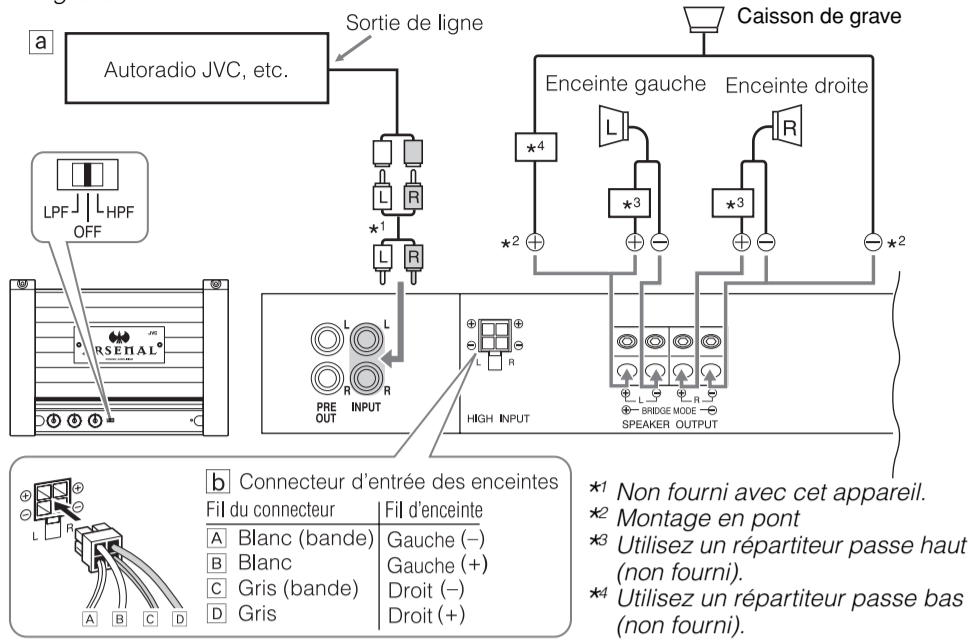 a
Sortie de ligne
Autoradio JVC, etc.
Caisson de grave
Enceinte gauche
Enceinte droite
L
R
*4
*3
*3
LPF
HPF
OFF
L
R
*1
L
R
*2 ⊕
⊕ ⊖
⊕ ⊖
⊖ *2
JVC
ARSENAL
L
L
R
R
PRE OUT
INPUT
⊕ ⊕
⊖ ⊖
L R
HIGH INPUT
⊕ L ⊖ ⊕ R ⊖
⊕ BRIDGE MODE ⊖
SPEAKER OUTPUT
b Connecteur d'entrée des enceintes
Fil du connecteur Fil d'enceinte
A Blanc (bande) Gauche (–)
B Blanc Gauche (+)
C Gris (bande) Droit (–)
D Gris Droit (+)
⊕ ⊕
⊖ ⊖
L R
A B C D
*1 Non fourni avec cet appareil.
*2 Montage en pont
*3 Utilisez un répartiteur passe haut
(non fourni).
*4 Utilisez un répartiteur passe bas
(non fourni).